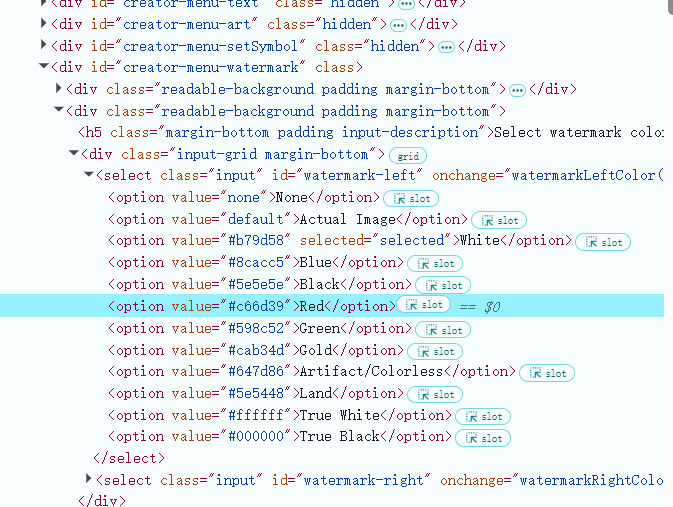 <div id="creator-menu-text" class="hidden">…</div>
<div id="creator-menu-art" class="hidden">…</div>
<div id="creator-menu-setSymbol" class="hidden">…</div>
<div id="creator-menu-watermark" class>
<div class="readable-background padding margin-bottom">…</div>
<div class="readable-background padding margin-bottom">
<h5 class="margin-bottom padding input-description">Select watermark colo
<div class="input-grid margin-bottom"> grid
<select class="input" id="watermark-left" onchange="watermarkLeftColor(
<option value="none">None</option> slot
<option value="default">Actual Image</option> slot
<option value="#b79d58" selected="selected">White</option> slot
<option value="#8cacc5">Blue</option> slot
<option value="#5e5e5e">Black</option> slot
<option value="#c66d39">Red</option> slot == $0
<option value="#598c52">Green</option> slot
<option value="#cab34d">Gold</option> slot
<option value="#647d86">Artifact/Colorless</option> slot
<option value="#5e5448">Land</option> slot
<option value="#ffffff">True White</option> slot
<option value="#000000">True Black</option> slot
</select>
<select class="input" id="watermark-right" onchange="watermarkRightColo
</div>